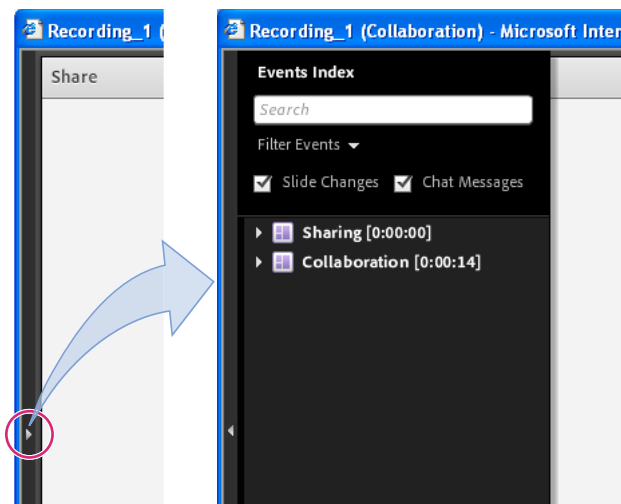 Recording_1 (
Share
Recording_1 (Collaboration) - Microsoft Inter
Events Index
Search
Filter Events
Slide Changes Chat Messages
Sharing [0:00:00]
Collaboration [0:00:14]